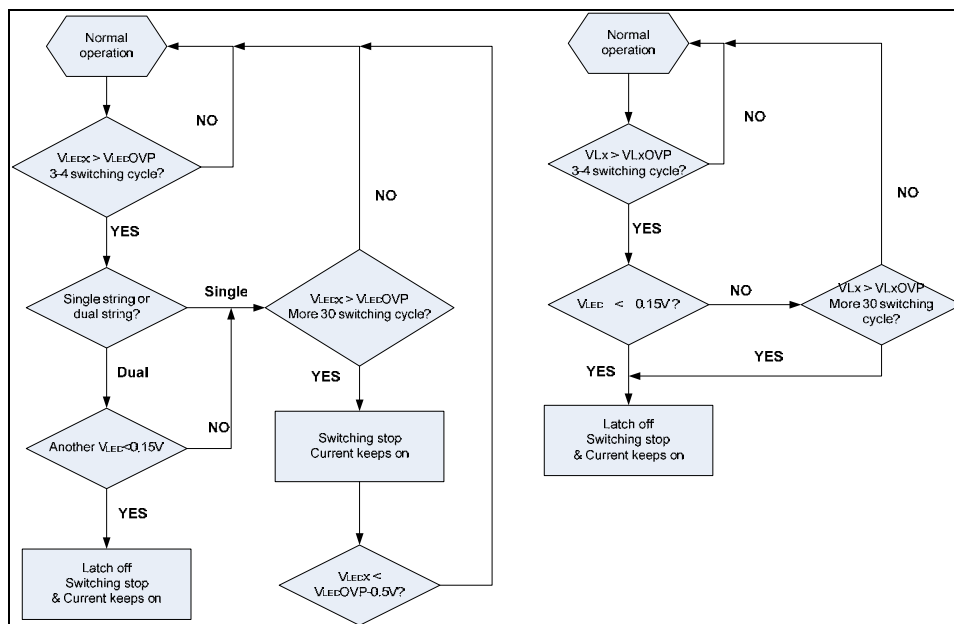 Normal
operation
NO
VLEDX > VLEDOVP
3-4 switching cycle?
YES
Single string or
dual string?
Single
Dual
Another VLED<0.15V
NO
YES
Latch off
Switching stop
& Current keeps on
NO
VLEDX > VLEDOVP
More 30 switching cycle?
YES
Switching stop
Current keeps on
VLEDX <
VLEDOVP-0.5V?
Normal
operation
NO
VLx > VLxOVP
3-4 switching cycle?
YES
VLED < 0.15V?
NO
NO
VLx > VLxOVP
More 30 switching
cycle?
YES
YES
Latch off
Switching stop
& Current keeps on